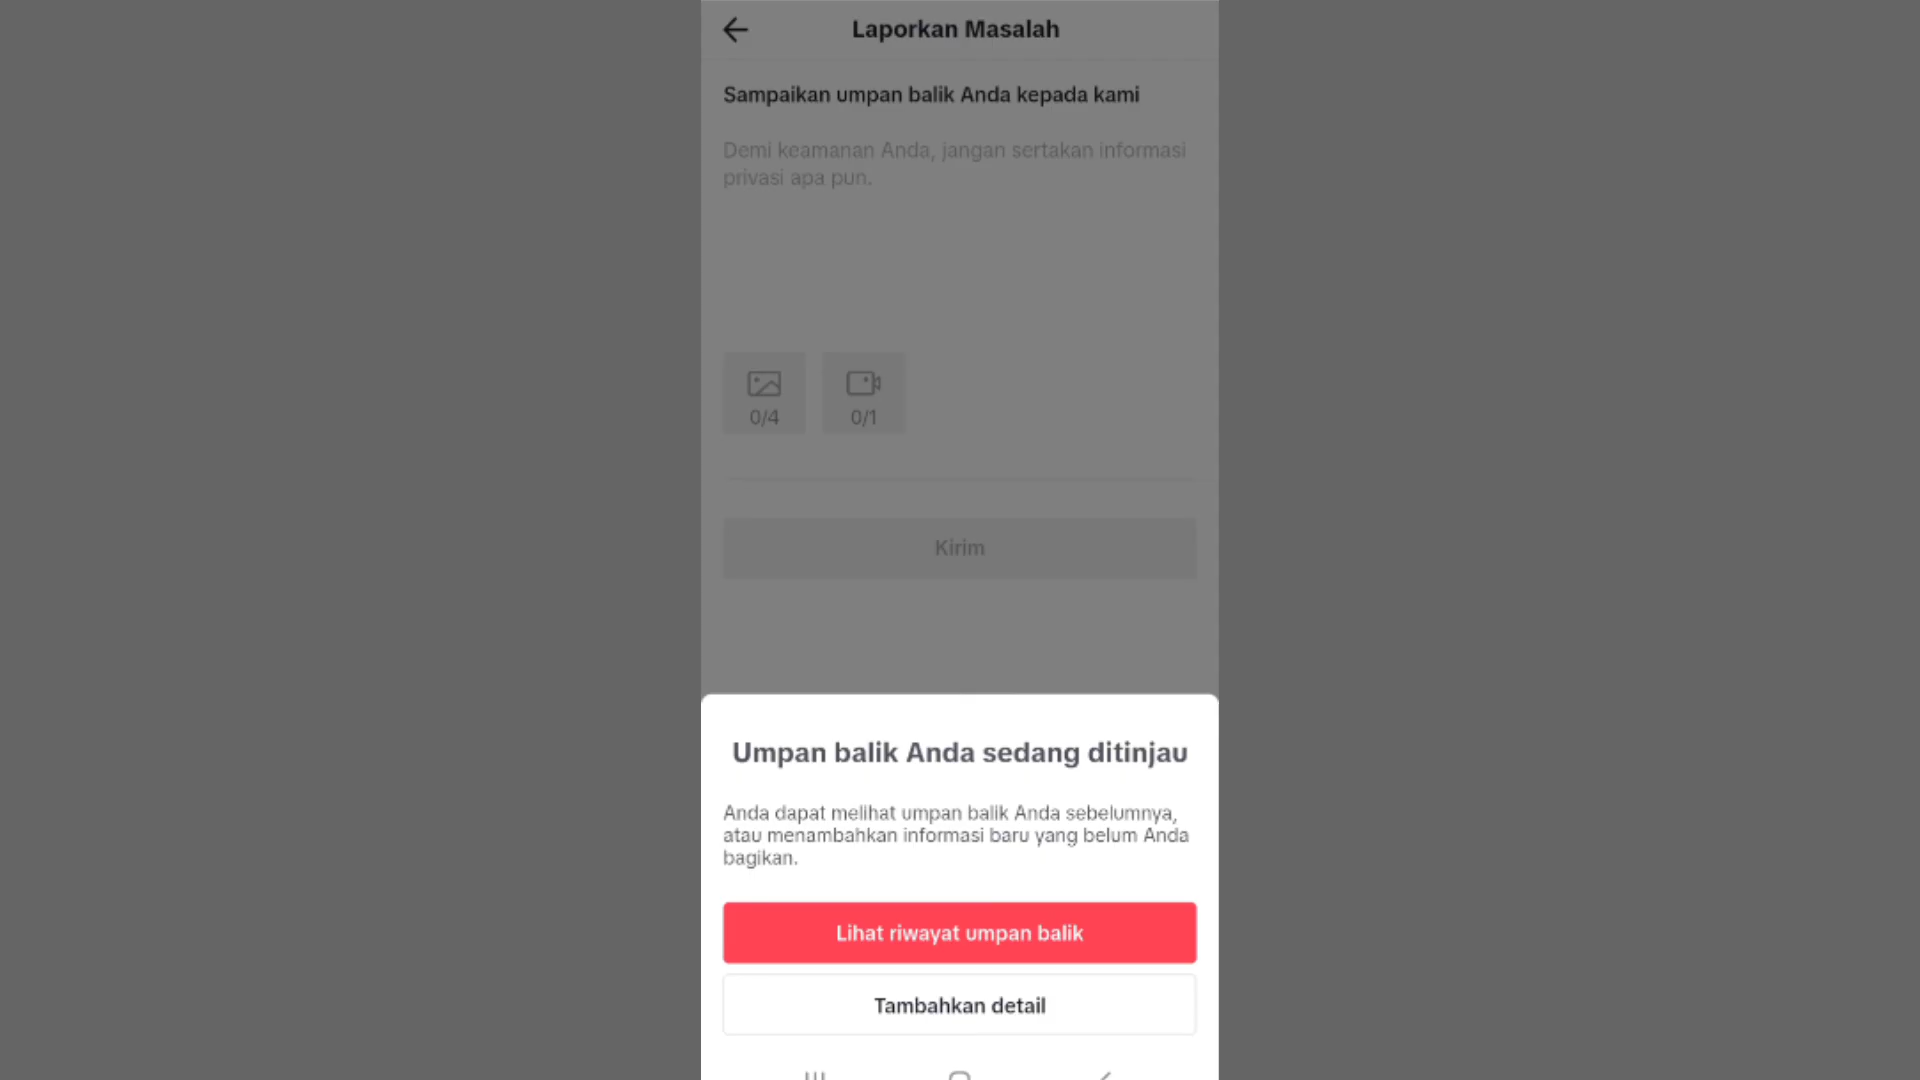 Laporkan Masalah
Sampaikan umpan balik Anda kepada kami
Demi keamanan Anda, jangan sertakan informasi
privasi apa pun.
0/4 0/1
Kirim
Umpan balik Anda sedang ditinjau
Anda dapat melihat umpan balik Anda sebelumnya,
atau menambahkan informasi baru yang belum Anda
bagikan.
Lihat riwayat umpan balik
Tambahkan detail